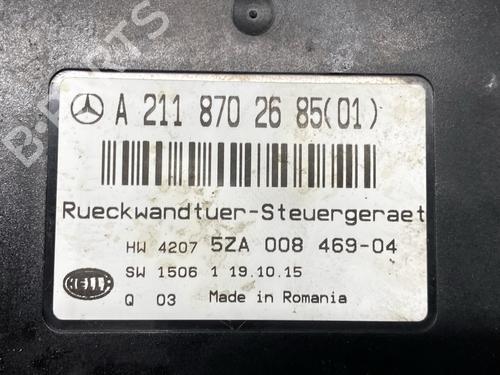 B-PARTS
A 211 870 26 85(01)
Rueckwandtuer-Steuergeraet
HW 4207 5ZA 008 469-04
SW 1506 1 19.10.15
HELLA
Q 03 Made in Romania